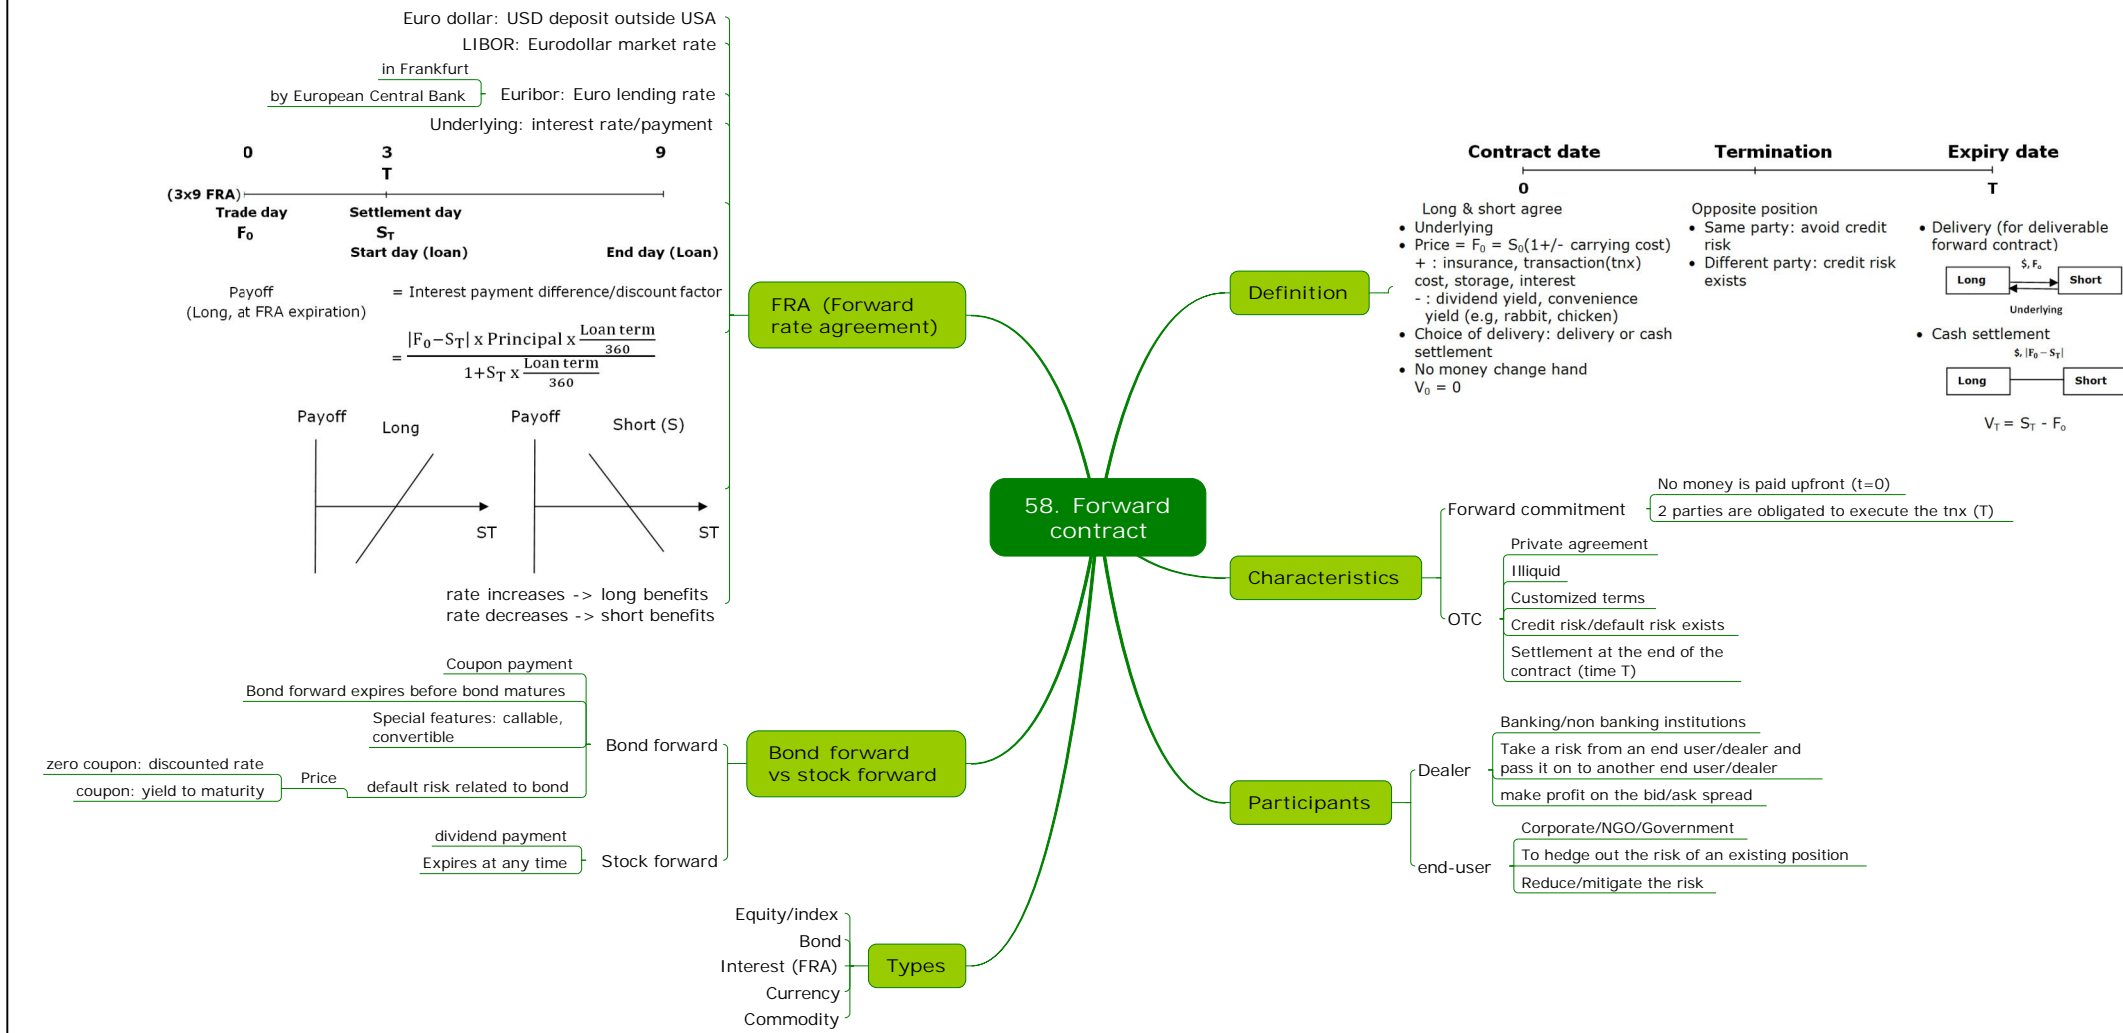 58. Forward
contract
Euro dollar: USD deposit outside USA
LIBOR: Eurodollar market rate
in Frankfurt
by European Central Bank
Euribor: Euro lending rate
Underlying: interest rate/payment
0 3 9
T
(3x9 FRA)
Trade day Settlement day
F₀ S_T
Start day (loan) End day (Loan)
Payoff = Interest payment difference/discount factor
(Long, at FRA expiration)
|F₀−S_T| x Principal x Loan term
360
=
1+S_T x Loan term
360
Payoff Long Payoff Short (S)
ST ST
rate increases -> long benefits
rate decreases -> short benefits
FRA (Forward
rate agreement)
Coupon payment
Bond forward expires before bond matures
Special features: callable,
convertible
zero coupon: discounted rate
coupon: yield to maturity
Price
default risk related to bond
Bond forward
dividend payment
Expires at any time
Stock forward
Bond forward
vs stock forward
Equity/index
Bond
Interest (FRA)
Currency
Commodity
Types
Definition
Contract date Termination Expiry date
0 T
Long & short agree
• Underlying
• Price = F₀ = S₀(1+/- carrying cost)
+ : insurance, transaction(tnx)
cost, storage, interest
- : dividend yield, convenience
yield (e.g, rabbit, chicken)
• Choice of delivery: delivery or cash
settlement
• No money change hand
V₀ = 0
Opposite position
• Same party: avoid credit
risk
• Different party: credit risk
exists
• Delivery (for deliverable
forward contract)
$, F₀
Long Short
Underlying
• Cash settlement
$, |F₀ − S_T|
Long Short
V_T = S_T - F₀
Characteristics
Forward commitment
No money is paid upfront (t=0)
2 parties are obligated to execute the tnx (T)
OTC
Private agreement
Illiquid
Customized terms
Credit risk/default risk exists
Settlement at the end of the
contract (time T)
Participants
Dealer
Banking/non banking institutions
Take a risk from an end user/dealer and
pass it on to another end user/dealer
make profit on the bid/ask spread
end-user
Corporate/NGO/Government
To hedge out the risk of an existing position
Reduce/mitigate the risk